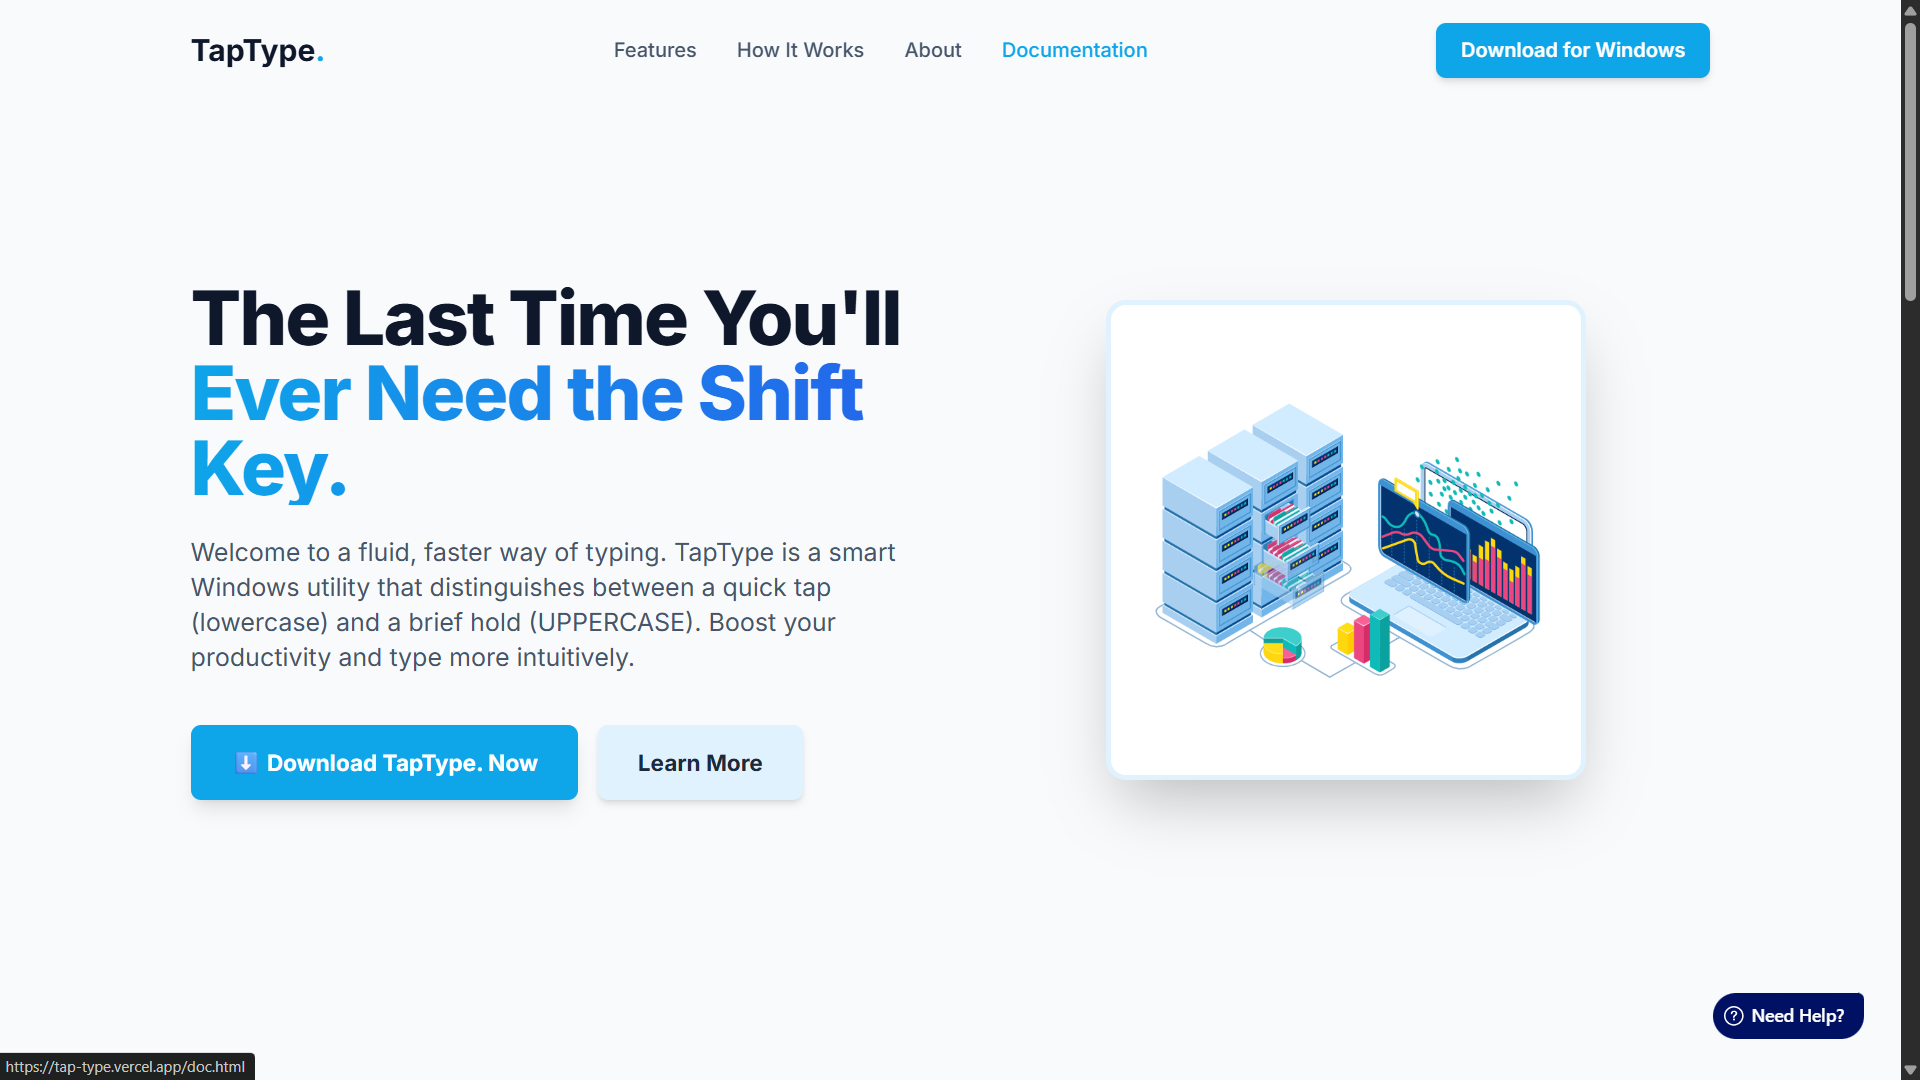 TapType.
Features
How It Works
About
Documentation
Download for Windows
The Last Time You'll
Ever Need the Shift
Key.
Welcome to a fluid, faster way of typing. TapType is a smart
Windows utility that distinguishes between a quick tap
(lowercase) and a brief hold (UPPERCASE). Boost your
productivity and type more intuitively.
⬇️ Download TapType. Now
Learn More
Need Help?
https://tap-type.vercel.app/doc.html